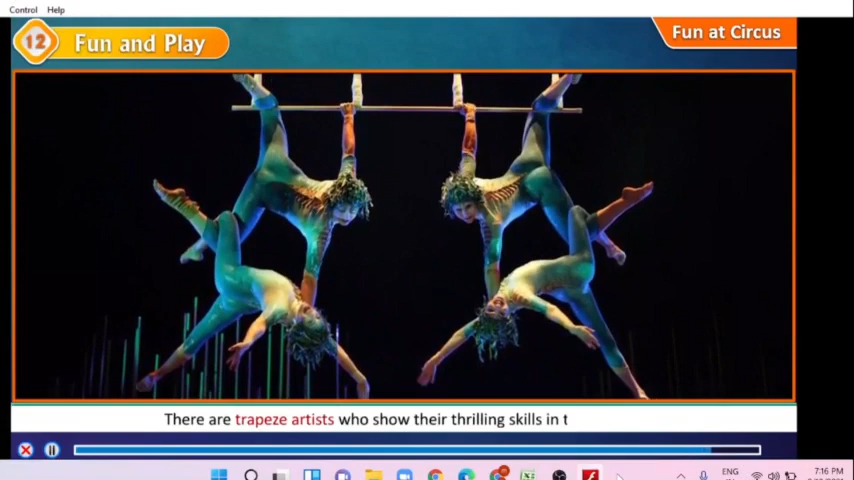 Control Help
12 Fun and Play
Fun at Circus
There are trapeze artists who show their thrilling skills in t
ENG
7:16 PM